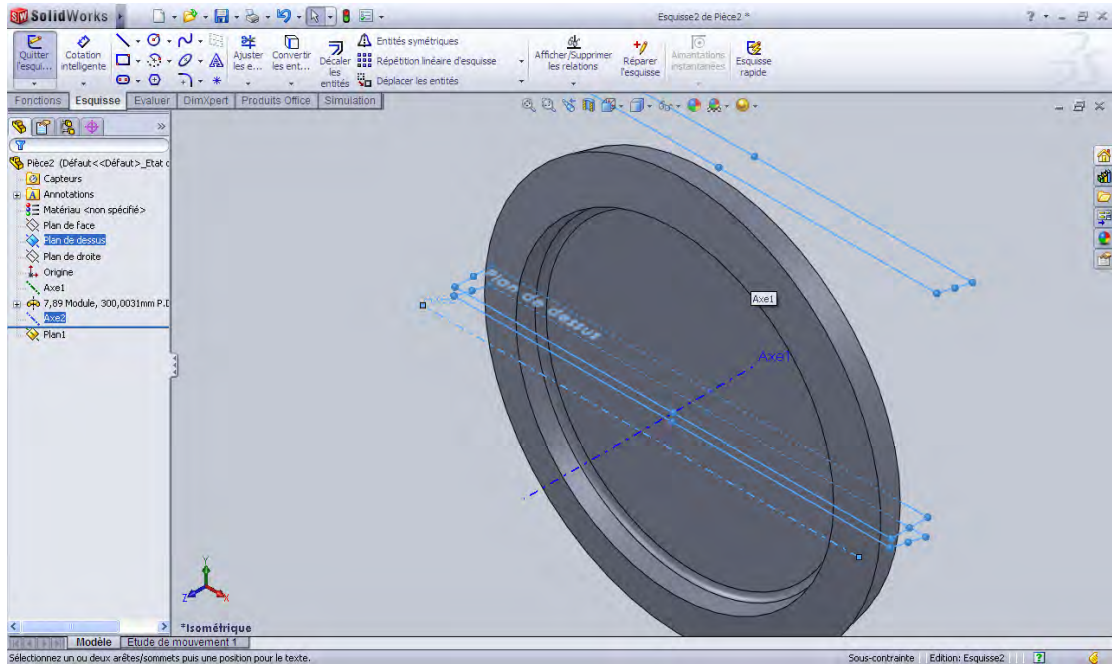 SolidWorks
Esquisse2 de Pièce2 *
Quitter l'esqui...
Cotation intelligente
Ajuster les e...
Convertir les ent...
Décaler les entités
Entités symétriques
Répétition linéaire d'esquisse
Déplacer les entités
Afficher/Supprimer les relations
Réparer l'esquisse
Aimantations instantanées
Esquisse rapide
Fonctions Esquisse Evaluer DimXpert Produits Office Simulation
Pièce2 (Défaut<<Défaut>_Etat c
Capteurs
Annotations
Matériau <non spécifié>
Plan de face
Plan de dessus
Plan de droite
Origine
Axe1
7,89 Module, 300,0031mm P.D
Axe2
Plan1
Plan de dessus
Axe1
Axe1
Y
Z
X
*Isométrique
Modèle Etude de mouvement 1
Sélectionnez un ou deux arêtes/sommets puis une position pour le texte.
Sous-contrainte Edition: Esquisse2